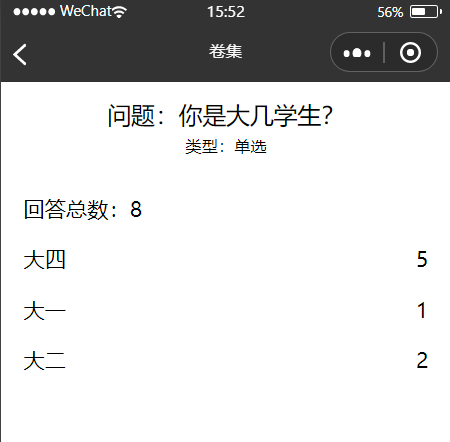 WeChat 15:52 56%
卷集
问题：你是大几学生？
类型：单选
回答总数：8
大四 5
大一 1
大二 2